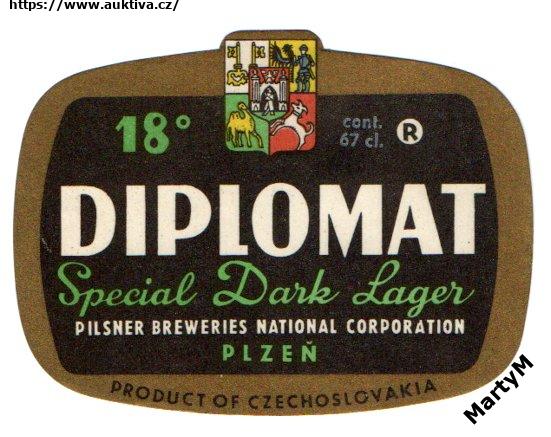 https://www.auktiva.cz/
18°
cont.
67 cl.
R
DIPLOMAT
Special Dark Lager
PILSNER BREWERIES NATIONAL CORPORATION
PLZEŇ
PRODUCT OF CZECHOSLOVAKIA
MartyM